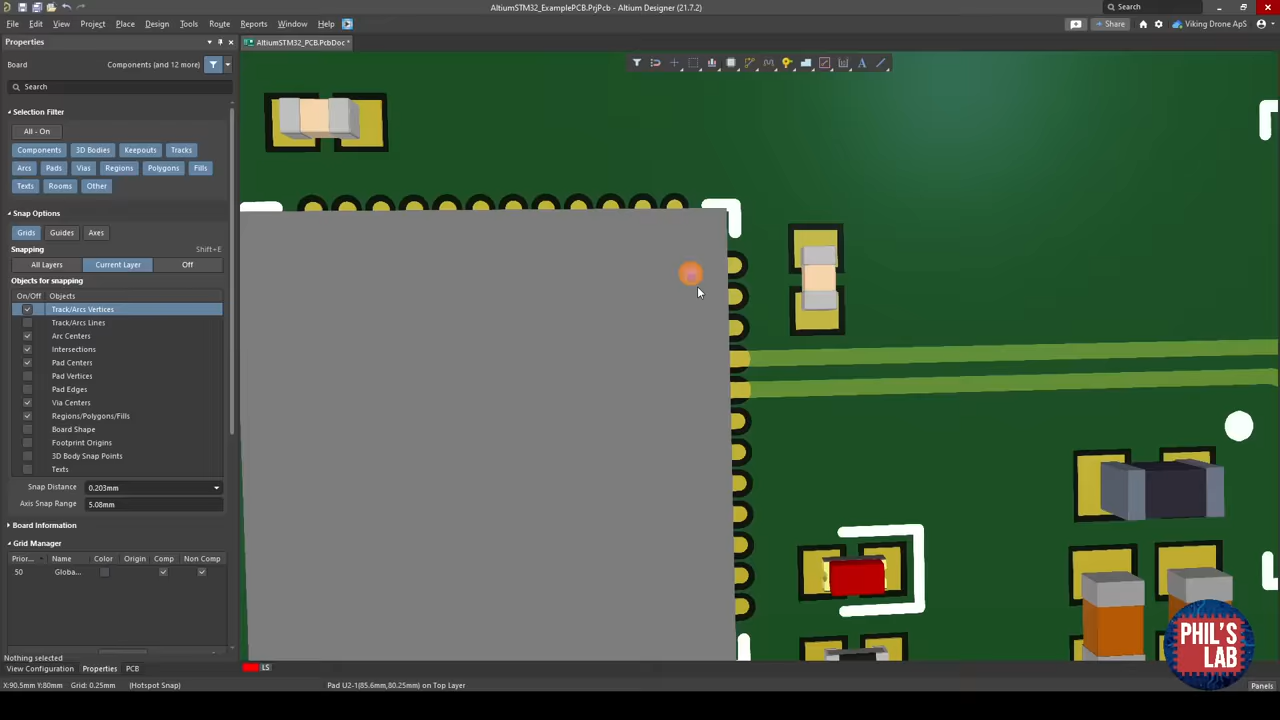 AltiumSTM32_ExamplePCB.PrjPcb - Altium Designer (21.7.2)
Search
File Edit View Project Place Design Tools Route Reports Window Help
Share
Viking Drone ApS
Properties
AltiumSTM32_PCB.PcbDoc *
Board
Components (and 12 more)
Search
Selection Filter
All - On
Components 3D Bodies Keepouts Tracks
Arcs Pads Vias Regions Polygons Fills
Texts Rooms Other
Snap Options
Grids Guides Axes
Snapping Shift+E
All Layers Current Layer Off
Objects for snapping
On/Off Objects
Track/Arcs Vertices
Track/Arcs Lines
Arc Centers
Intersections
Pad Centers
Pad Vertices
Pad Edges
Via Centers
Regions/Polygons/Fills
Board Shape
Footprint Origins
3D Body Snap Points
Texts
Snap Distance 0.203mm
Axis Snap Range 5.08mm
Board Information
Grid Manager
Prior... Name Color Origin Comp Non Comp
50 Globa...
Nothing selected
View Configuration Properties PCB
LS
X:90.5mm Y:80mm Grid: 0.25mm (Hotspot Snap)
Pad U2-1(85.6mm,80.25mm) on Top Layer
Panels
PHIL'S
LAB